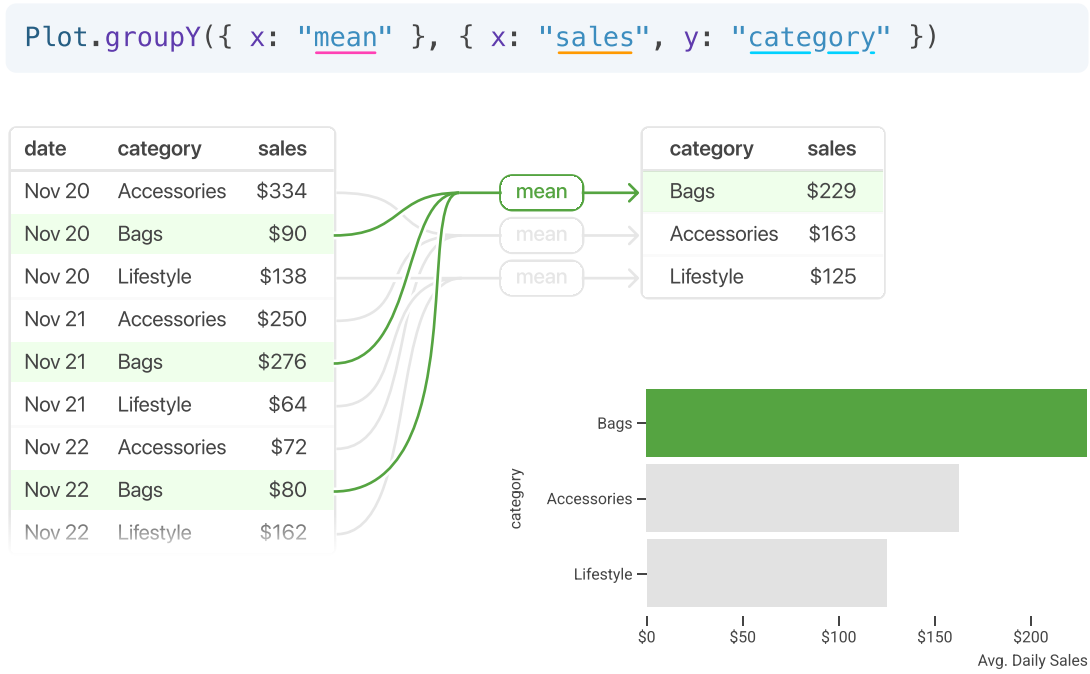 Plot.groupY({ x: "mean" }, { x: "sales", y: "category" })
date category sales
Nov 20 Accessories $334
Nov 20 Bags $90
Nov 20 Lifestyle $138
Nov 21 Accessories $250
Nov 21 Bags $276
Nov 21 Lifestyle $64
Nov 22 Accessories $72
Nov 22 Bags $80
Nov 22 Lifestyle $162
mean
mean
mean
category sales
Bags $229
Accessories $163
Lifestyle $125
category
Bags
Accessories
Lifestyle
$0 $50 $100 $150 $200
Avg. Daily Sales